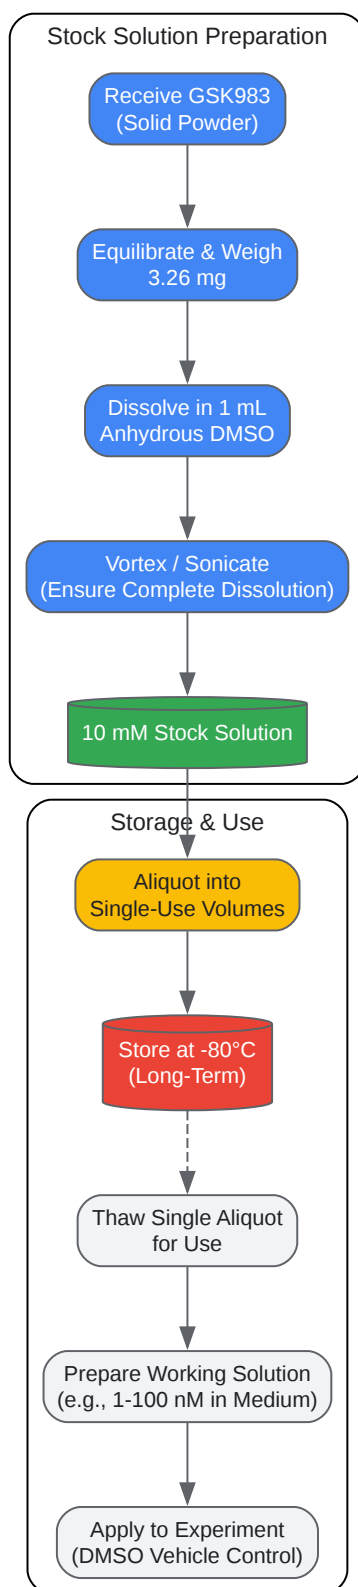 Stock Solution Preparation
Receive GSK983
(Solid Powder)
Equilibrate & Weigh
3.26 mg
Dissolve in 1 mL
Anhydrous DMSO
Vortex / Sonicate
(Ensure Complete Dissolution)
10 mM Stock Solution
Storage & Use
Aliquot into
Single-Use Volumes
Store at -80°C
(Long-Term)
Thaw Single Aliquot
for Use
Prepare Working Solution
(e.g., 1-100 nM in Medium)
Apply to Experiment
(DMSO Vehicle Control)